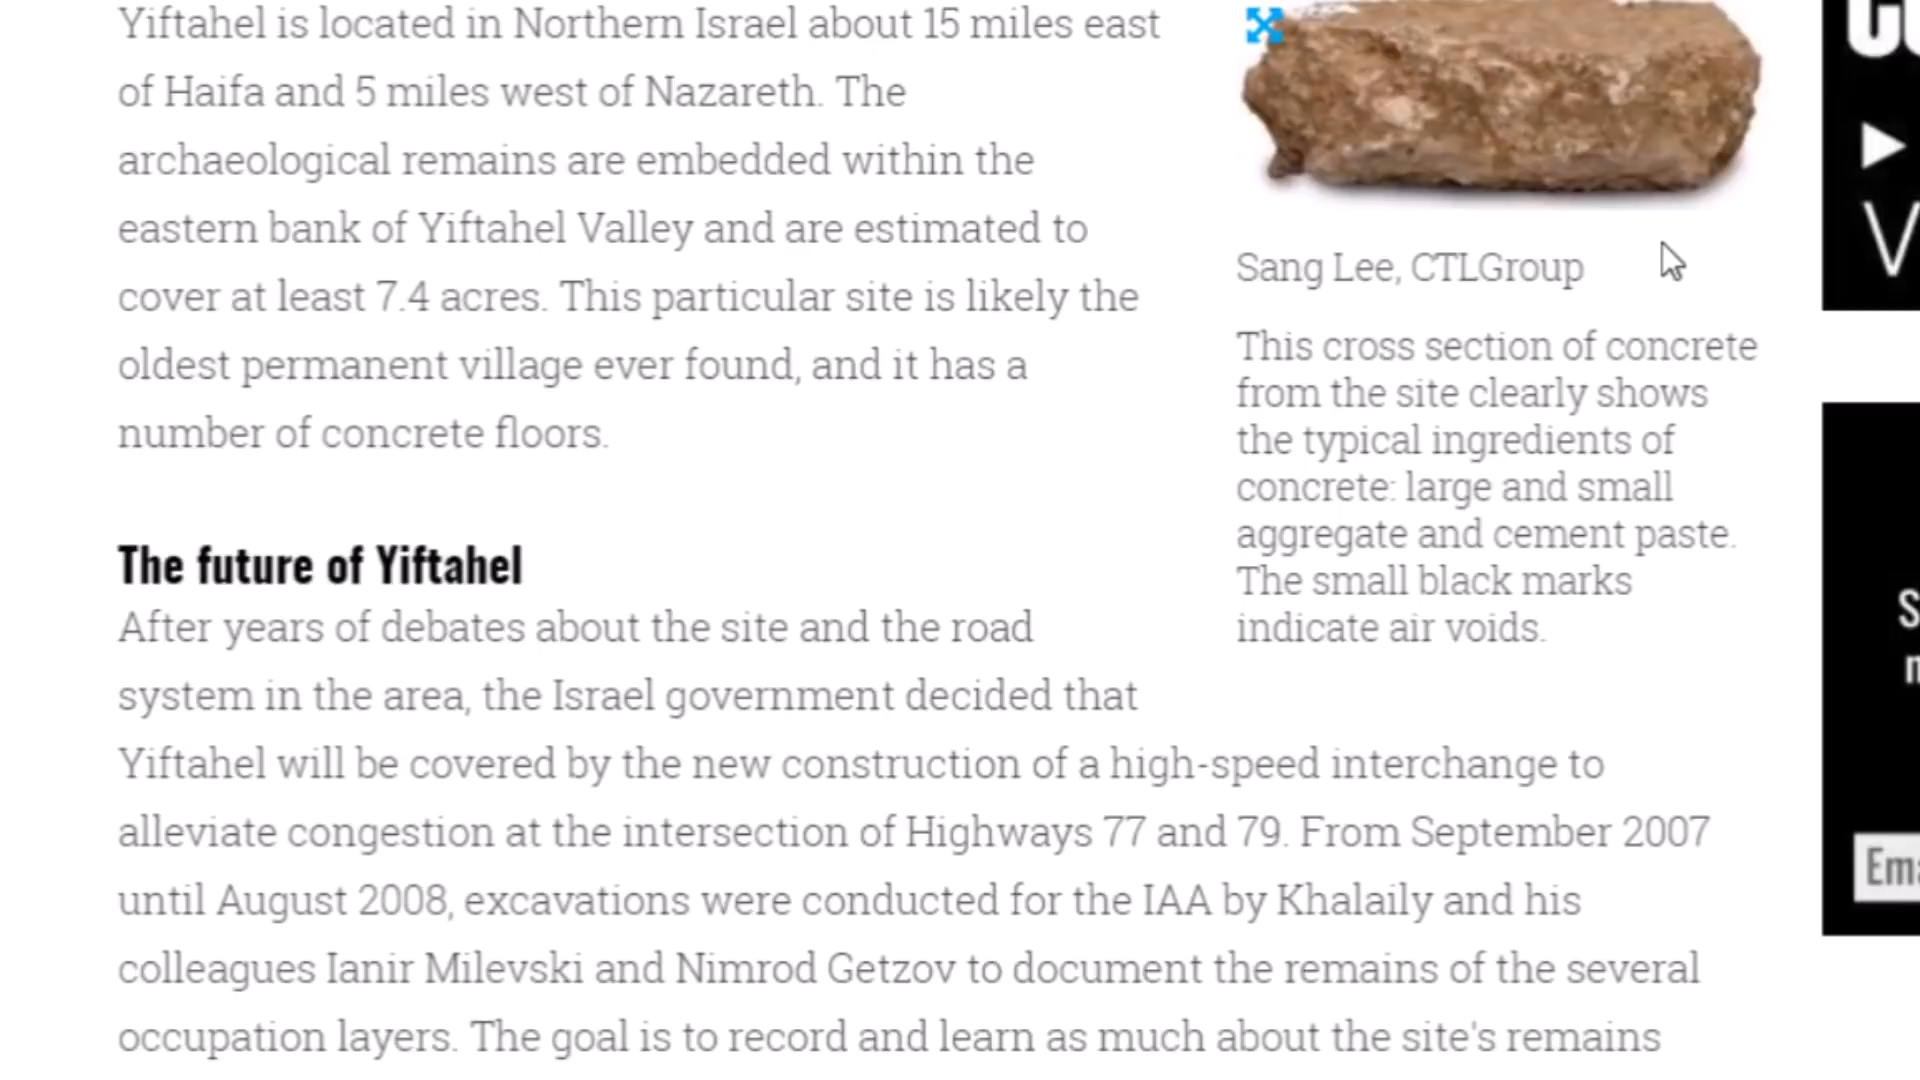 Yiftahel is located in Northern Israel about 15 miles east
of Haifa and 5 miles west of Nazareth. The
archaeological remains are embedded within the
eastern bank of Yiftahel Valley and are estimated to
cover at least 7.4 acres. This particular site is likely the
oldest permanent village ever found, and it has a
number of concrete floors.
The future of Yiftahel
After years of debates about the site and the road
system in the area, the Israel government decided that
Yiftahel will be covered by the new construction of a high-speed interchange to
alleviate congestion at the intersection of Highways 77 and 79. From September 2007
until August 2008, excavations were conducted for the IAA by Khalaily and his
colleagues Ianir Milevski and Nimrod Getzov to document the remains of the several
occupation layers. The goal is to record and learn as much about the site's remains
Sang Lee, CTLGroup
This cross section of concrete
from the site clearly shows
the typical ingredients of
concrete: large and small
aggregate and cement paste.
The small black marks
indicate air voids.